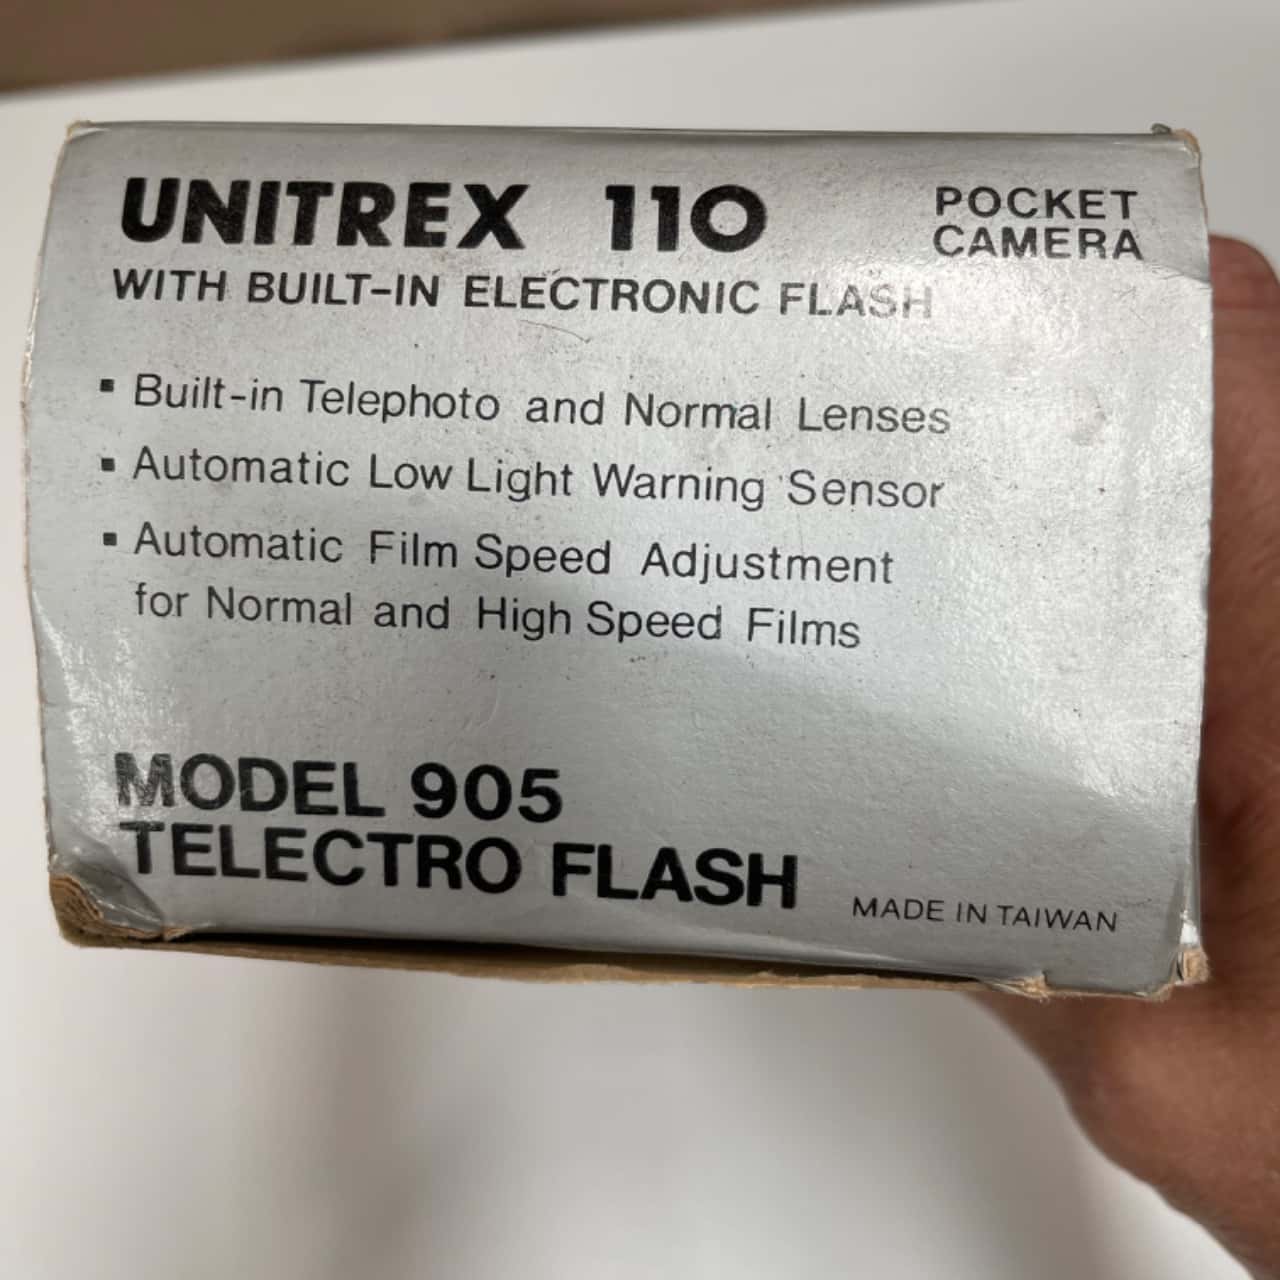 UNITREX 110 POCKET CAMERA
WITH BUILT-IN ELECTRONIC FLASH
▪ Built-in Telephoto and Normal Lenses
▪ Automatic Low Light Warning Sensor
▪ Automatic Film Speed Adjustment
for Normal and High Speed Films
MODEL 905
TELECTRO FLASH
MADE IN TAIWAN